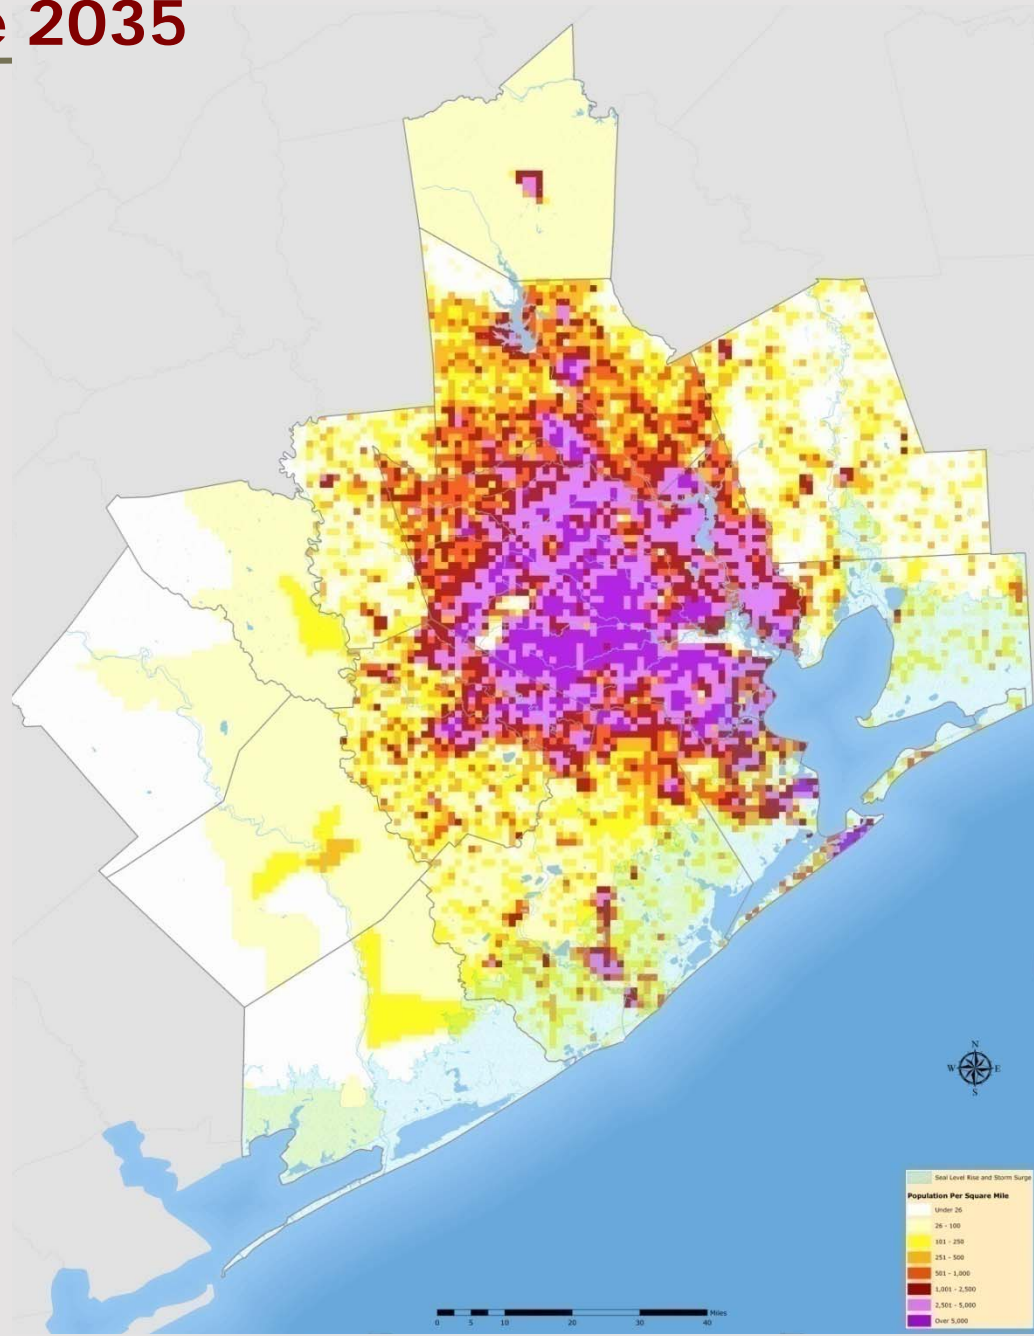 e 2035
N
W E
S
Seal Level Rise and Storm Surge
Population Per Square Mile
Under 26
26 - 100
101 - 250
251 - 500
501 - 1,000
1,001 - 2,500
2,501 - 5,000
Over 5,000
Miles
0 5 10 20 30 40